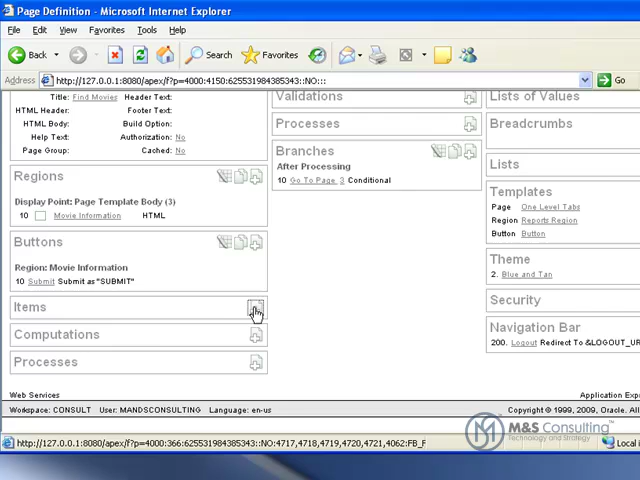 Page Definition - Microsoft Internet Explorer
File Edit View Favorites Tools Help
Back Search Favorites
Address http://127.0.0.1:8080/apex/f?p=4000:4150:625531984385343::NO::: Go
Title: Find Movies Header Text:
HTML Header: Footer Text:
HTML Body: Build Option:
Help Text: Authorization: No
Page Group: Cached: No
Regions
Display Point: Page Template Body (3)
10 Movie Information HTML
Buttons
Region: Movie Information
10 Submit Submit as "SUBMIT"
Items
Computations
Processes
Validations
Processes
Branches
After Processing
10 Go To Page 3 Conditional
Lists of Values
Breadcrumbs
Lists
Templates
Page One Level Tabs
Region Reports Region
Button Button
Theme
2. Blue and Tan
Security
Navigation Bar
200. Logout Redirect To &LOGOUT_UR
Web Services Application Exp
Workspace: CONSULT User: MANDSCONSULTING Language: en-us Copyright © 1999, 2009, Oracle. A
M&S Consulting
Technology and Strategy
http://127.0.0.1:8080/apex/f?p=4000:366:625531984385343::NO:4717,4718,4719,4720,4721,4062:FB_F Local i